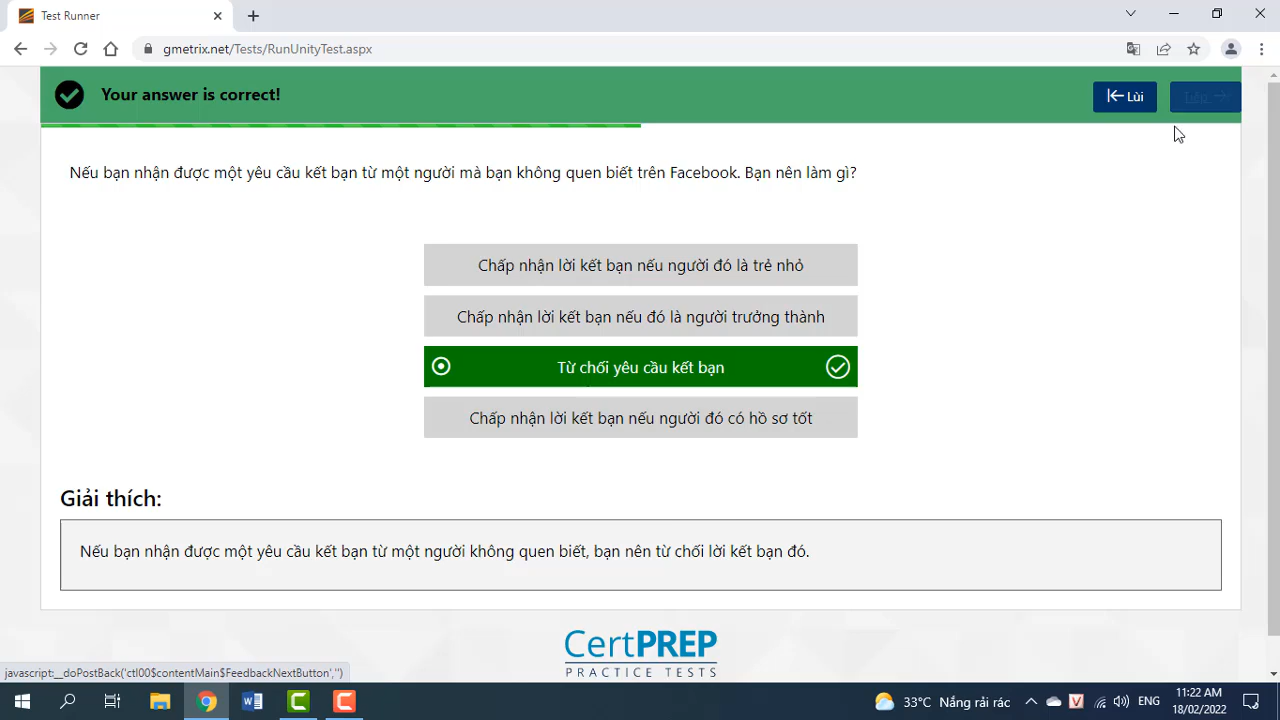 Test Runner
gmetrix.net/Tests/RunUnityTest.aspx
Your answer is correct!
Lùi
Tiếp
Nếu bạn nhận được một yêu cầu kết bạn từ một người mà bạn không quen biết trên Facebook. Bạn nên làm gì?
Chấp nhận lời kết bạn nếu người đó là trẻ nhỏ
Chấp nhận lời kết bạn nếu đó là người trưởng thành
Từ chối yêu cầu kết bạn
Chấp nhận lời kết bạn nếu người đó có hồ sơ tốt
Giải thích:
Nếu bạn nhận được một yêu cầu kết bạn từ một người không quen biết, bạn nên từ chối lời kết bạn đó.
CertPREP
PRACTICE TESTS
javascript:__doPostBack('ctl00$contentMain$FeedbackNextButton','')
33°C Nắng rải rác
ENG
11:22 AM
18/02/2022